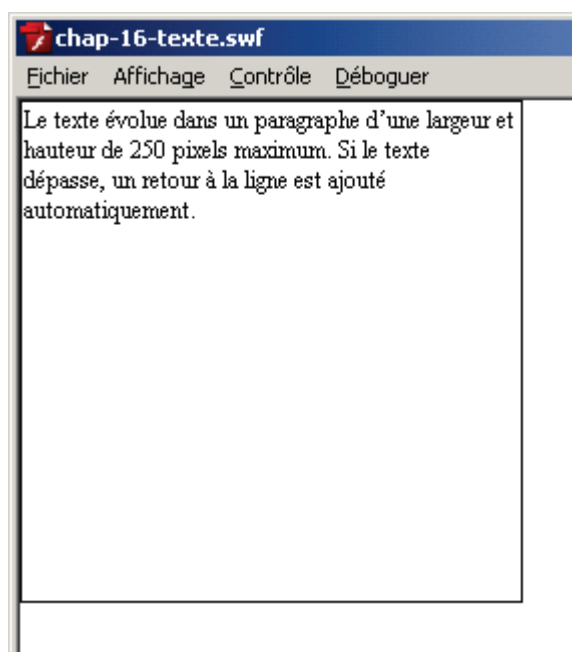 chap-16-texte.swf
Fichier Affichage Contrôle Déboguer
Le texte évolue dans un paragraphe d’une largeur et
hauteur de 250 pixels maximum. Si le texte
dépasse, un retour à la ligne est ajouté
automatiquement.